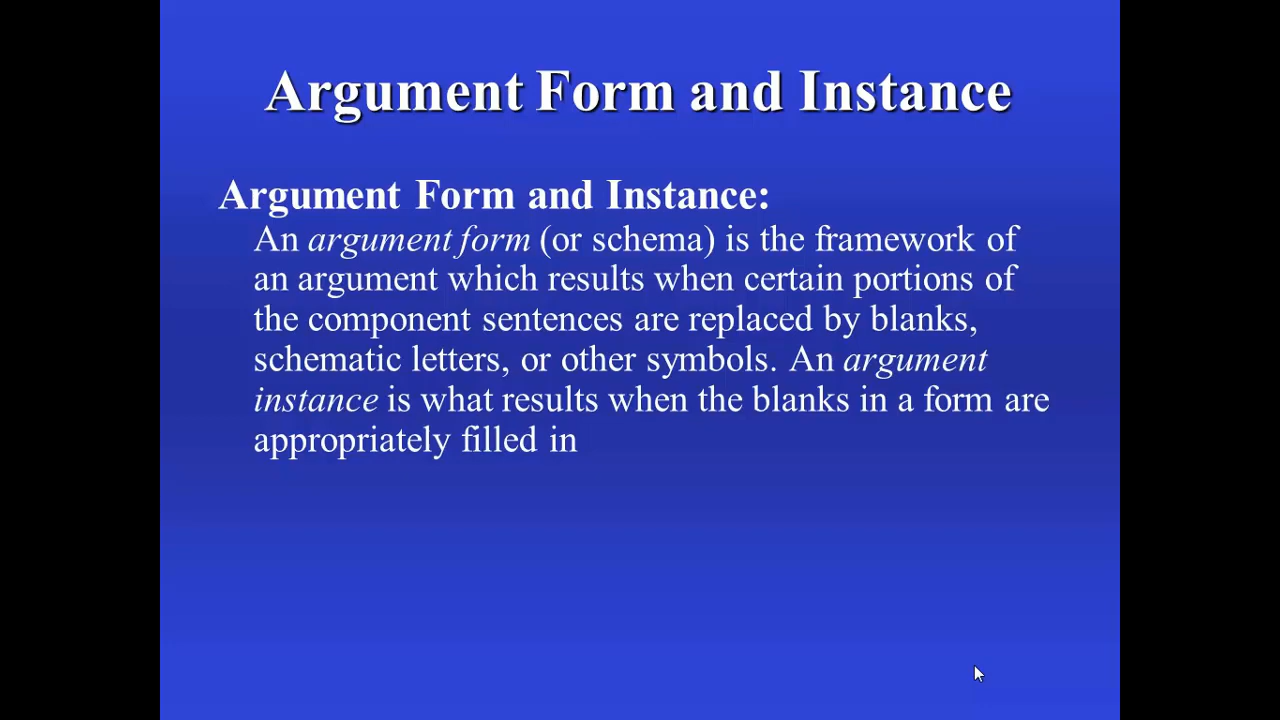 Argument Form and Instance
Argument Form and Instance:
An argument form (or schema) is the framework of
an argument which results when certain portions of
the component sentences are replaced by blanks,
schematic letters, or other symbols. An argument
instance is what results when the blanks in a form are
appropriately filled in